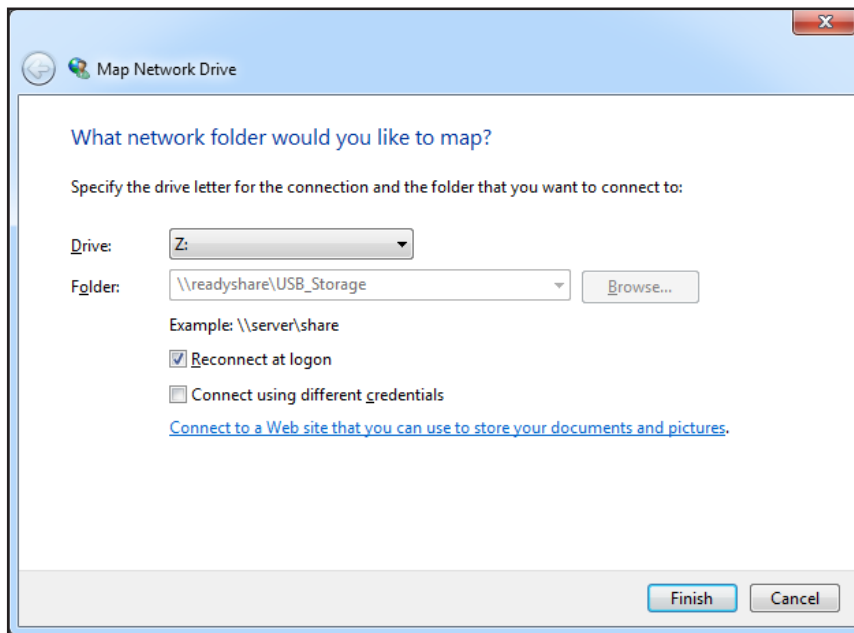 Map Network Drive
What network folder would you like to map?
Specify the drive letter for the connection and the folder that you want to connect to:
Drive: Z:
Folder: \\readyshare\USB_Storage Browse...
Example: \\server\share
Reconnect at logon
Connect using different credentials
Connect to a Web site that you can use to store your documents and pictures.
Finish Cancel